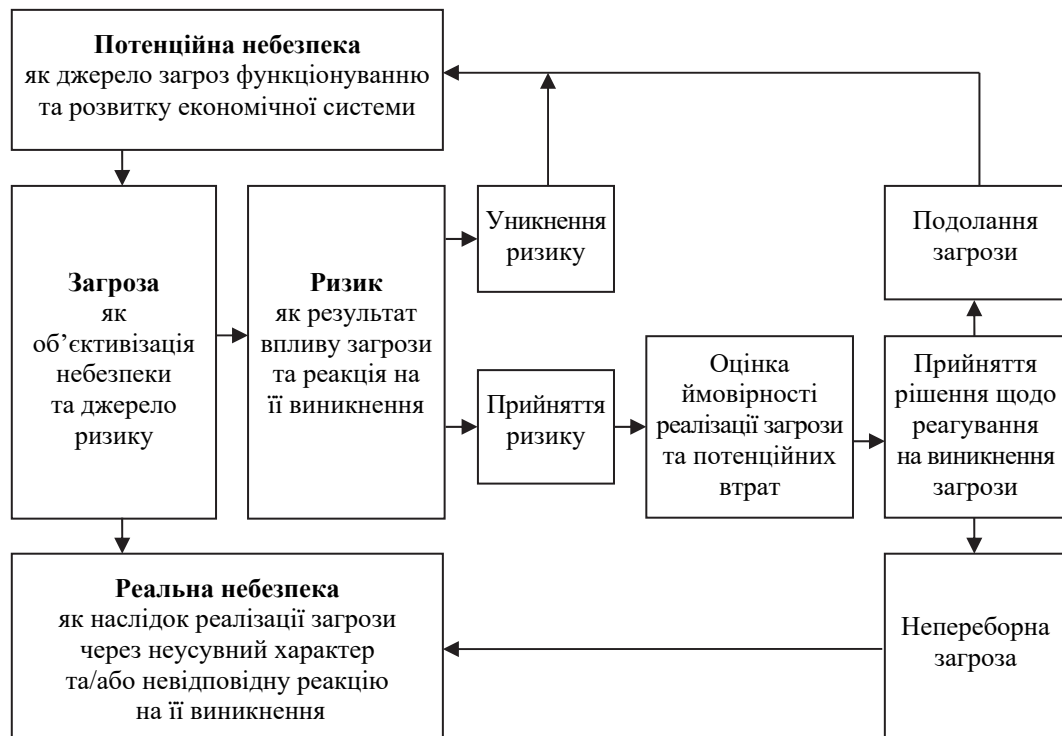 Потенційна небезпека
як джерело загроз функціонуванню
та розвитку економічної системи
Загроза
як
об’єктивізація
небезпеки
та джерело
ризику
Ризик
як результат
впливу загрози
та реакція на
її виникнення
Уникнення
ризику
Прийняття
ризику
Оцінка
ймовірності
реалізації загрози
та потенційних
втрат
Подолання
загрози
Прийняття
рішення щодо
реагування
на виникнення
загрози
Реальна небезпека
як наслідок реалізації загрози
через неусувний характер
та/або невідповідну реакцію
на її виникнення
Непереборна
загроза